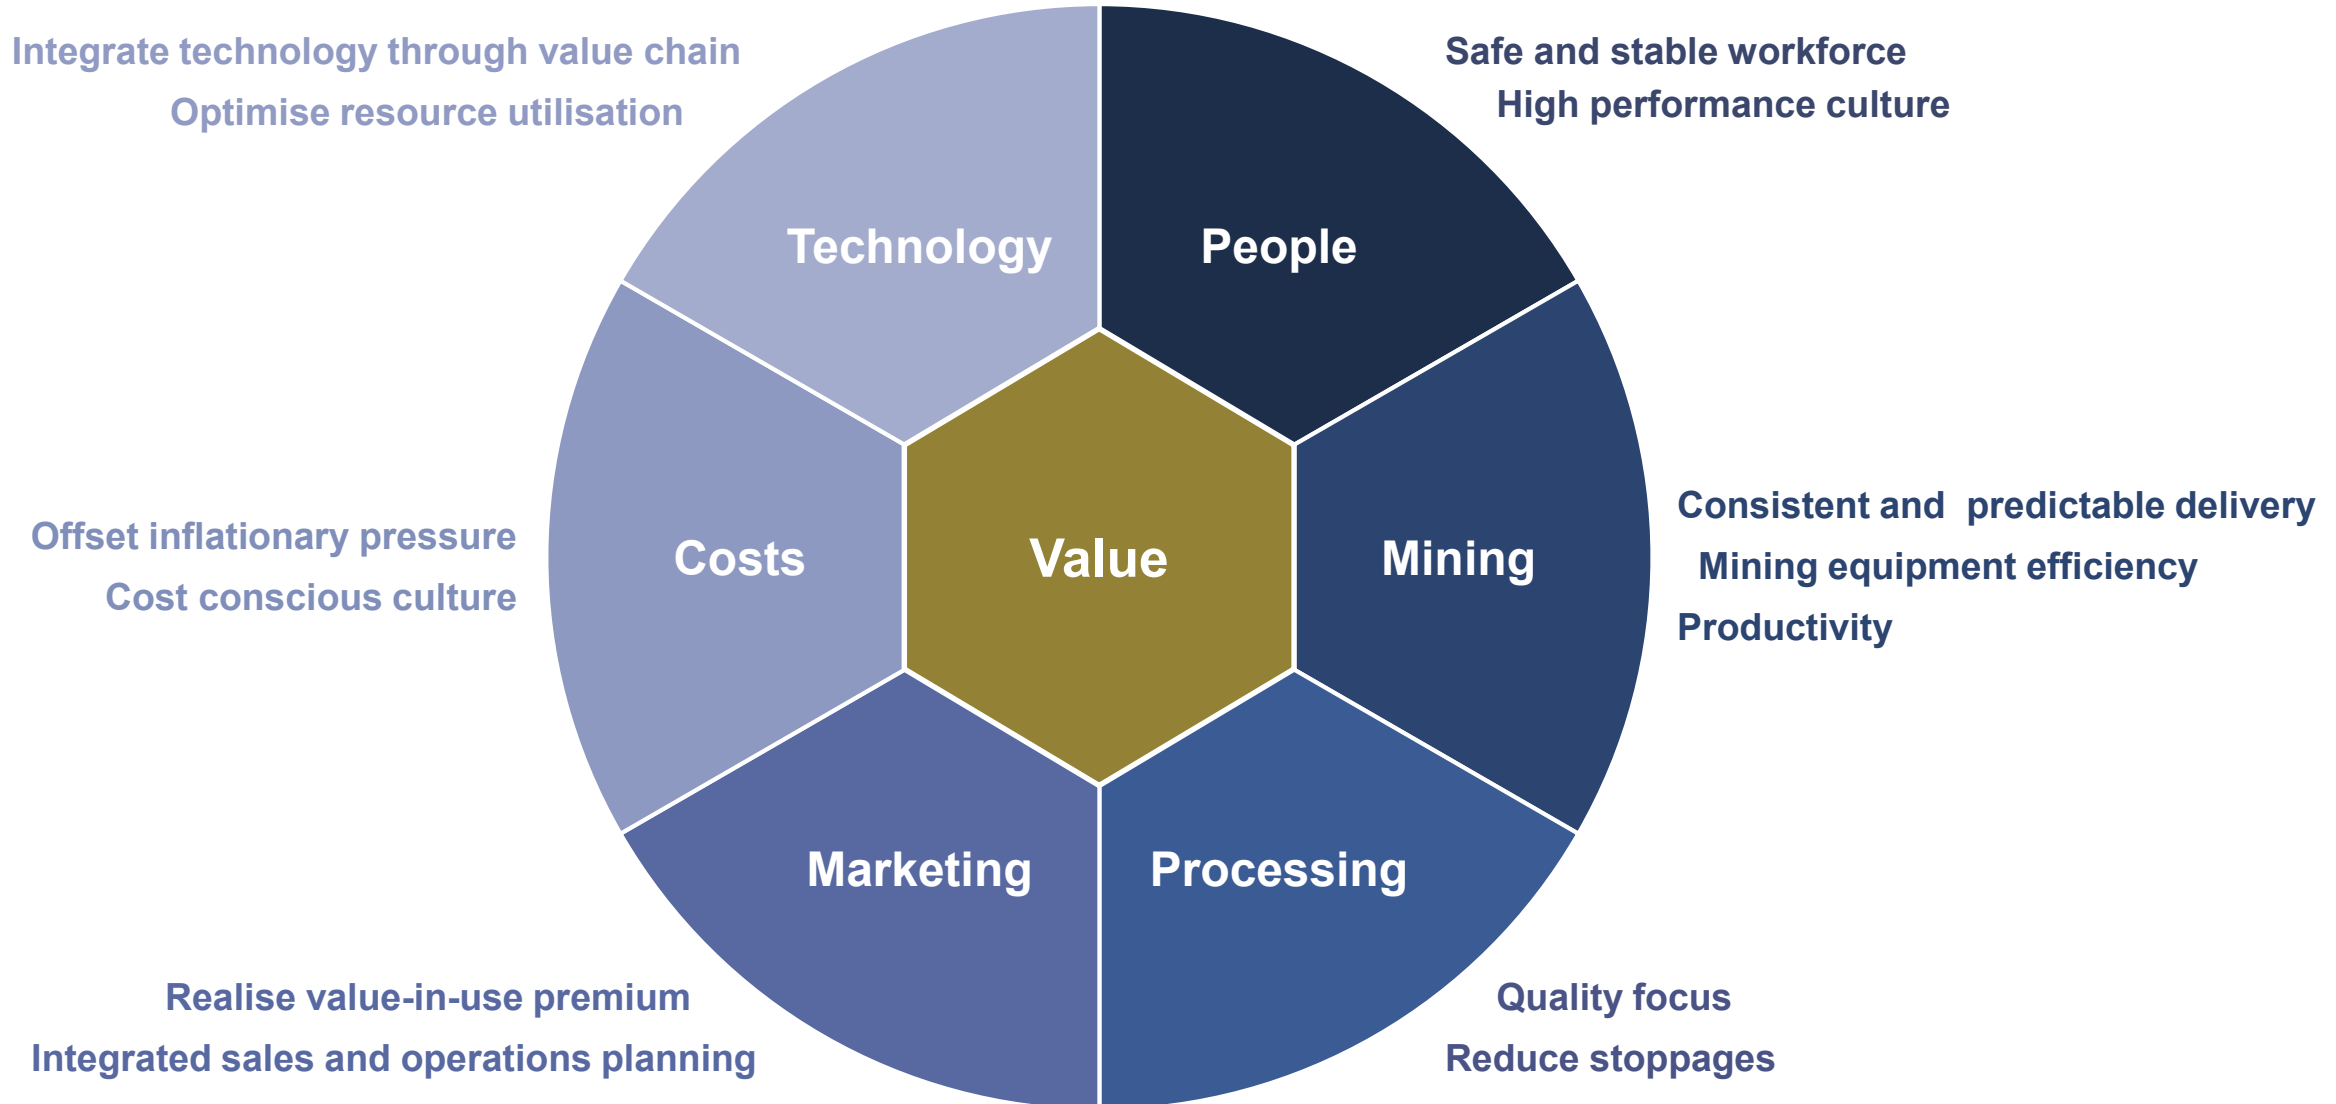 Integrate technology through value chain
Optimise resource utilisation
Safe and stable workforce
High performance culture
Technology
People
Offset inflationary pressure
Cost conscious culture
Costs
Value
Mining
Consistent and  predictable delivery
Mining equipment efficiency
Productivity
Marketing
Processing
Realise value-in-use premium
Integrated sales and operations planning
Quality focus
Reduce stoppages